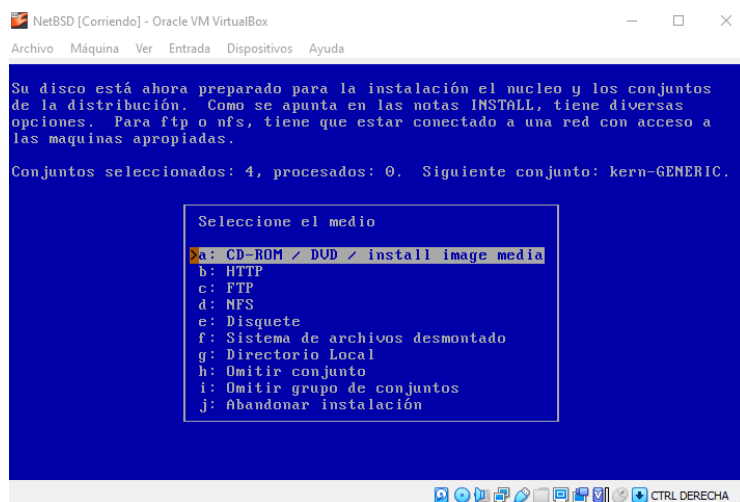 NetBSD [Corriendo] - Oracle VM VirtualBox
Archivo Máquina Ver Entrada Dispositivos Ayuda
Su disco está ahora preparado para la instalación el nucleo y los conjuntos
de la distribución. Como se apunta en las notas INSTALL, tiene diversas
opciones. Para ftp o nfs, tiene que estar conectado a una red con acceso a
las maquinas apropiadas.
Conjuntos seleccionados: 4, procesados: 0. Siguiente conjunto: kern-GENERIC.
Seleccione el medio
>a: CD-ROM / DVD / install image media
b: HTTP
c: FTP
d: NFS
e: Disquete
f: Sistema de archivos desmontado
g: Directorio Local
h: Omitir conjunto
i: Omitir grupo de conjuntos
j: Abandonar instalación
CTRL DERECHA